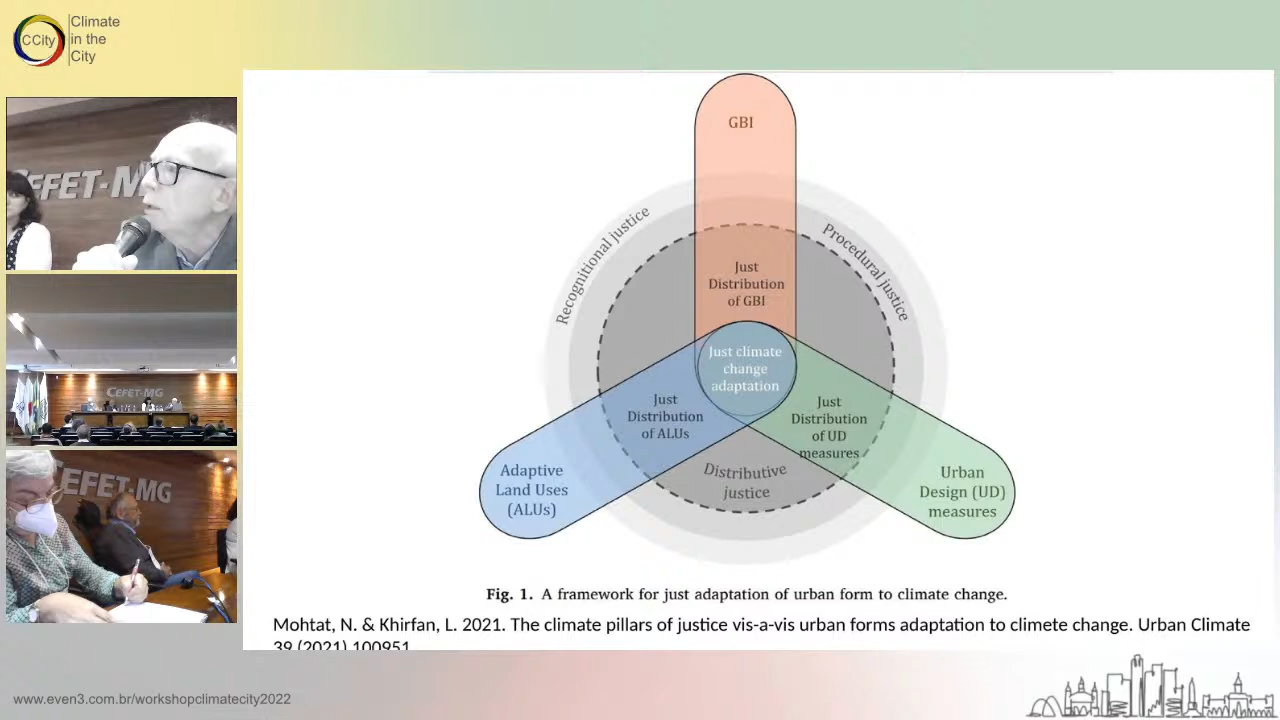 CCity
Climate
in the
City
CEFET-M
CEFET-MG
EFET-MG
GBI
Recognitional justice
Procedural justice
Just
Distribution
of GBI
Just climate
change
adaptation
Just
Distribution
of ALUs
Just
Distribution
of UD
measures
Distributive
justice
Adaptive
Land Uses
(ALUs)
Urban
Design (UD)
measures
Fig. 1. A framework for just adaptation of urban form to climate change.
Mohtat, N. & Khirfan, L. 2021. The climate pillars of justice vis-a-vis urban forms adaptation to climete change. Urban Climate
39 (2021) 100951
www.even3.com.br/workshopclimatecity2022